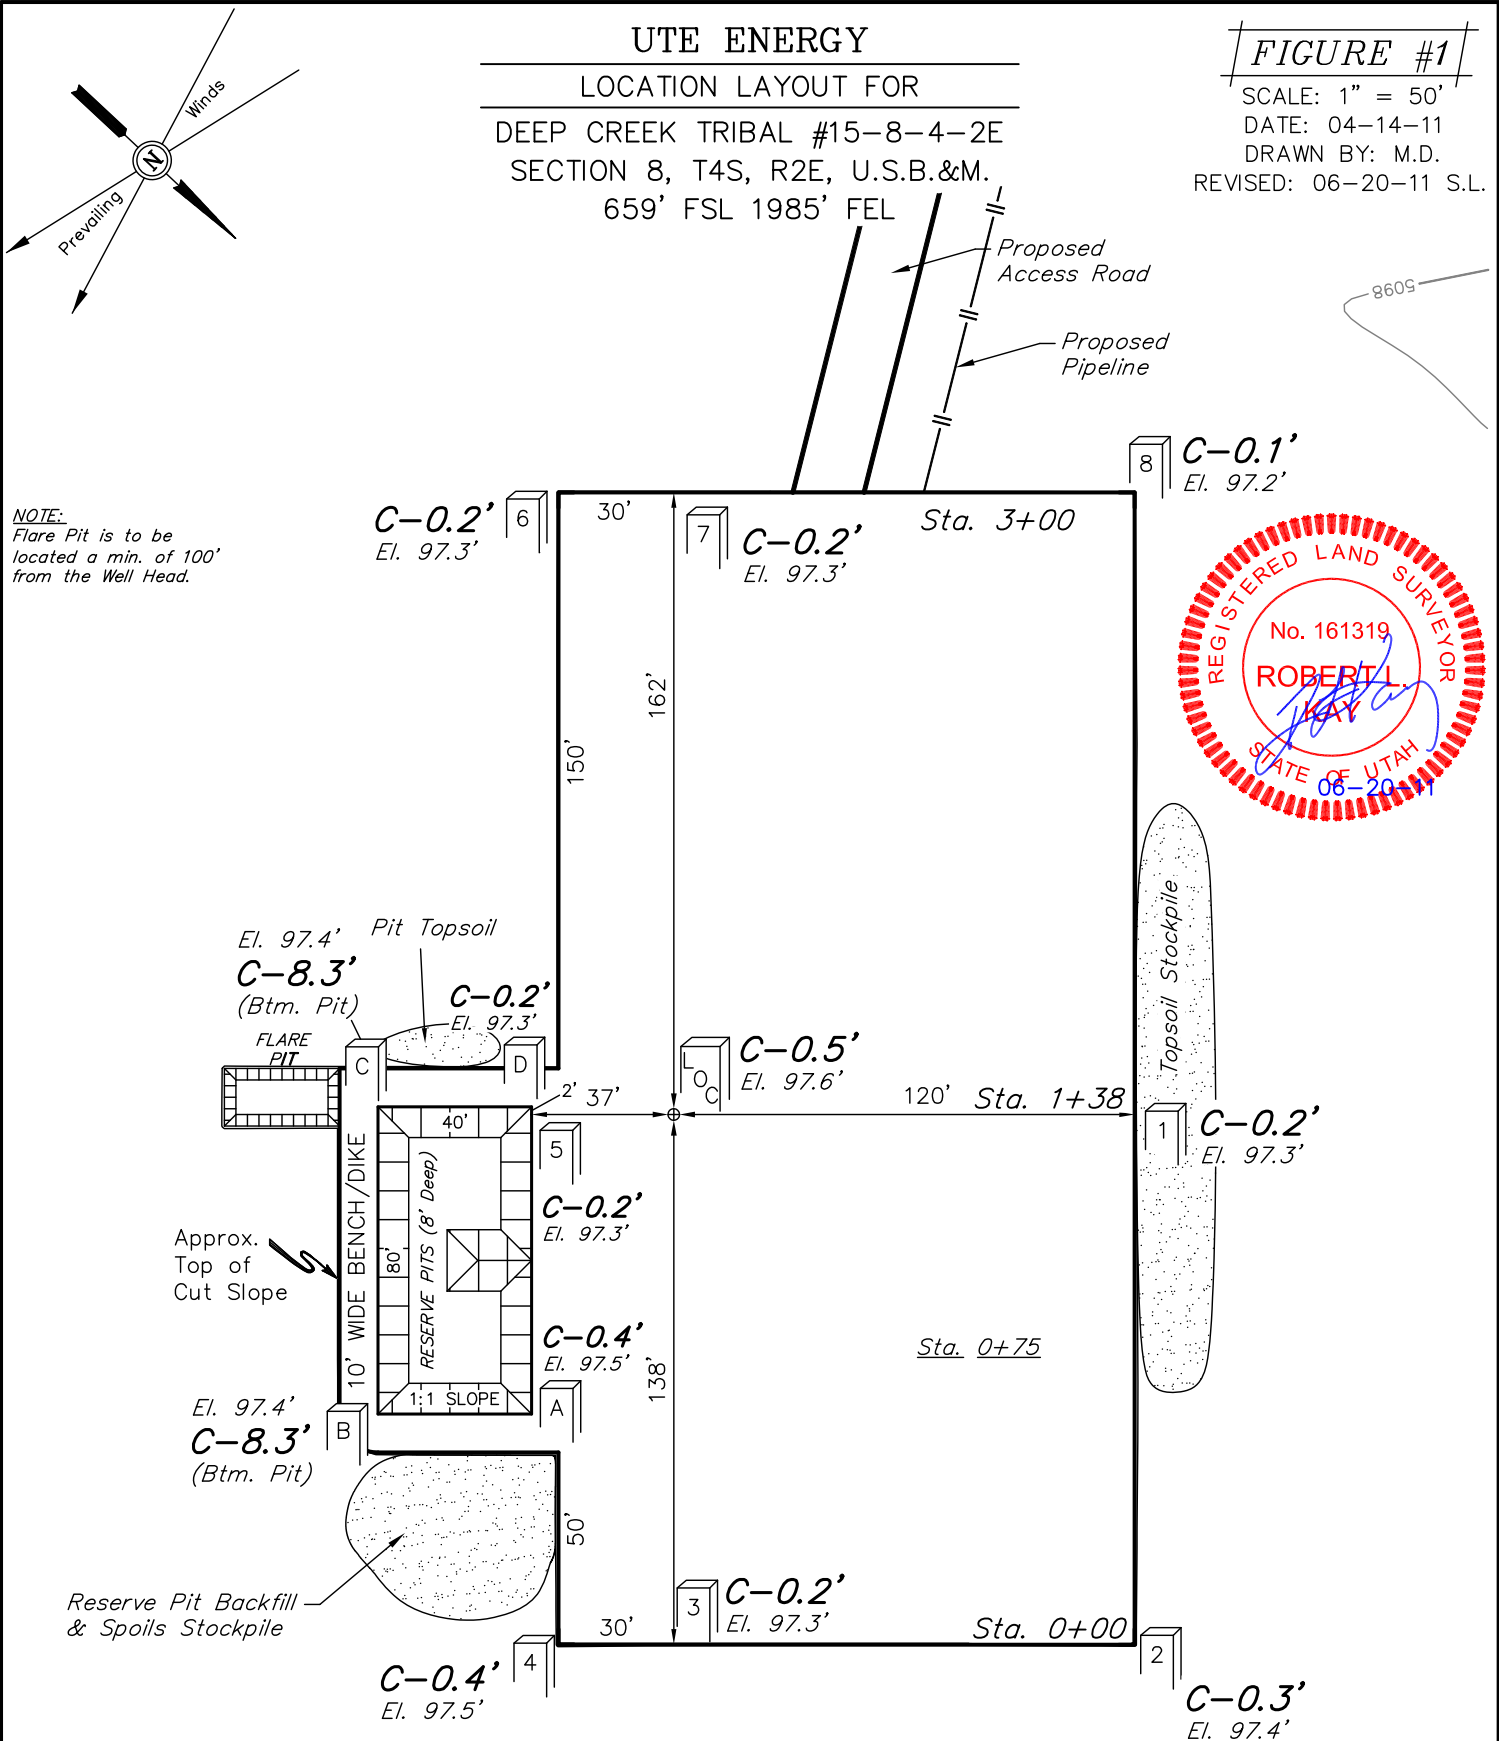 UTE ENERGY
LOCATION LAYOUT FOR
DEEP CREEK TRIBAL #15-8-4-2E
SECTION 8, T4S, R2E, U.S.B.&M.
659' FSL 1985' FEL
FIGURE #1
SCALE: 1" = 50'
DATE: 04-14-11
DRAWN BY: M.D.
REVISED: 06-20-11 S.L.
Winds
N
Prevailing
Proposed
Access Road
5098
Proposed
Pipeline
NOTE:
Flare Pit is to be
located a min. of 100'
from the Well Head.
8
C-0.1'
El. 97.2'
6
C-0.2'
El. 97.3'
30'
7
C-0.2'
El. 97.3'
Sta. 3+00
REGISTERED LAND SURVEYOR
No. 161319
ROBERT L.
KAY
STATE OF UTAH
06-20-11
162'
150'
Topsoil Stockpile
El. 97.4'
C-8.3'
(Btm. Pit)
Pit Topsoil
C-0.2'
El. 97.3'
FLARE
PIT
C
D
LOC
C-0.5'
El. 97.6'
2'
37'
120'
Sta. 1+38
40'
5
1
C-0.2'
El. 97.3'
C-0.2'
El. 97.3'
10' WIDE BENCH/DIKE
80'
RESERVE PITS (8' Deep)
Approx.
Top of
Cut Slope
C-0.4'
El. 97.5'
138'
Sta. 0+75
1:1 SLOPE
A
El. 97.4'
C-8.3'
(Btm. Pit)
B
50'
Reserve Pit Backfill
& Spoils Stockpile
3
C-0.2'
El. 97.3'
30'
Sta. 0+00
4
C-0.4'
El. 97.5'
2
C-0.3'
El. 97.4'